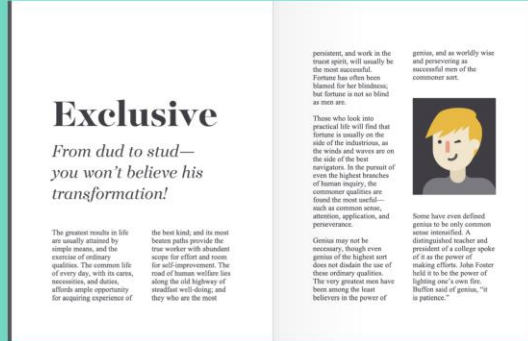 Exclusive
From dud to stud—
you won't believe his
transformation!
The greatest results in life
are usually attained by
simple means, and the
exercise of ordinary
qualities. The common life
of every day, with its cares,
necessities, and duties,
affords ample opportunity
for acquiring experience of
the best kind; and its most
beaten paths provide the
true worker with abundant
scope for effort and room
for self-improvement. The
road of human welfare lies
along the old highway of
steadfast well-doing; and
they who are the most
persistent, and work in the
truest spirit, will usually be
the most successful.
Fortune has often been
blamed for her blindness;
but fortune is not so blind
as men are.
Those who look into
practical life will find that
fortune is usually on the
side of the industrious, as
the winds and waves are on
the side of the best
navigators. In the pursuit of
even the highest branches
of human inquiry, the
commoner qualities are
found the most useful—
such as common sense,
attention, application, and
perseverance.
Genius may not be
necessary, though even
genius of the highest sort
does not disdain the use of
these ordinary qualities.
The very greatest men have
been among the least
believers in the power of
genius, and as worldly wise
and persevering as
successful men of the
commoner sort.
Some have even defined
genius to be only common
sense intensified. A
distinguished teacher and
president of a college spoke
of it as the power of
making efforts. John Foster
held it to be the power of
lighting one's own fire.
Buffon said of genius, "it
is patience."